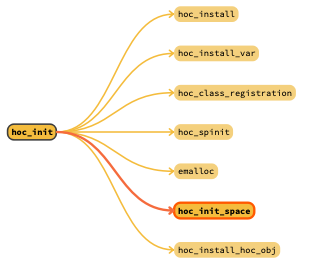 hoc_install
hoc_install_var
hoc_class_registration
hoc_init
hoc_spinit
emalloc
hoc_init_space
hoc_install_hoc_obj